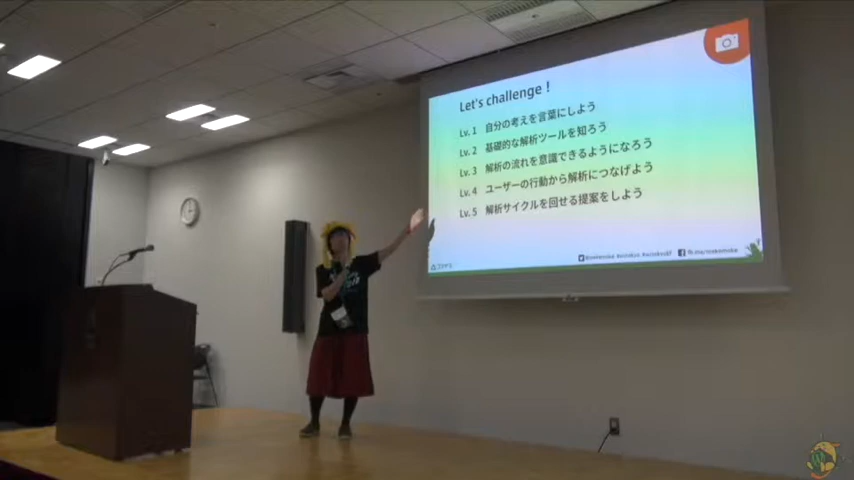 Let's challenge !
Lv. 1 自分の考えを言葉にしよう
Lv. 2 基礎的な解析ツールを知ろう
Lv. 3 解析の流れを意識できるようになろう
Lv. 4 ユーザーの行動から解析につなげよう
Lv. 5 解析サイクルを回せる提案をしよう